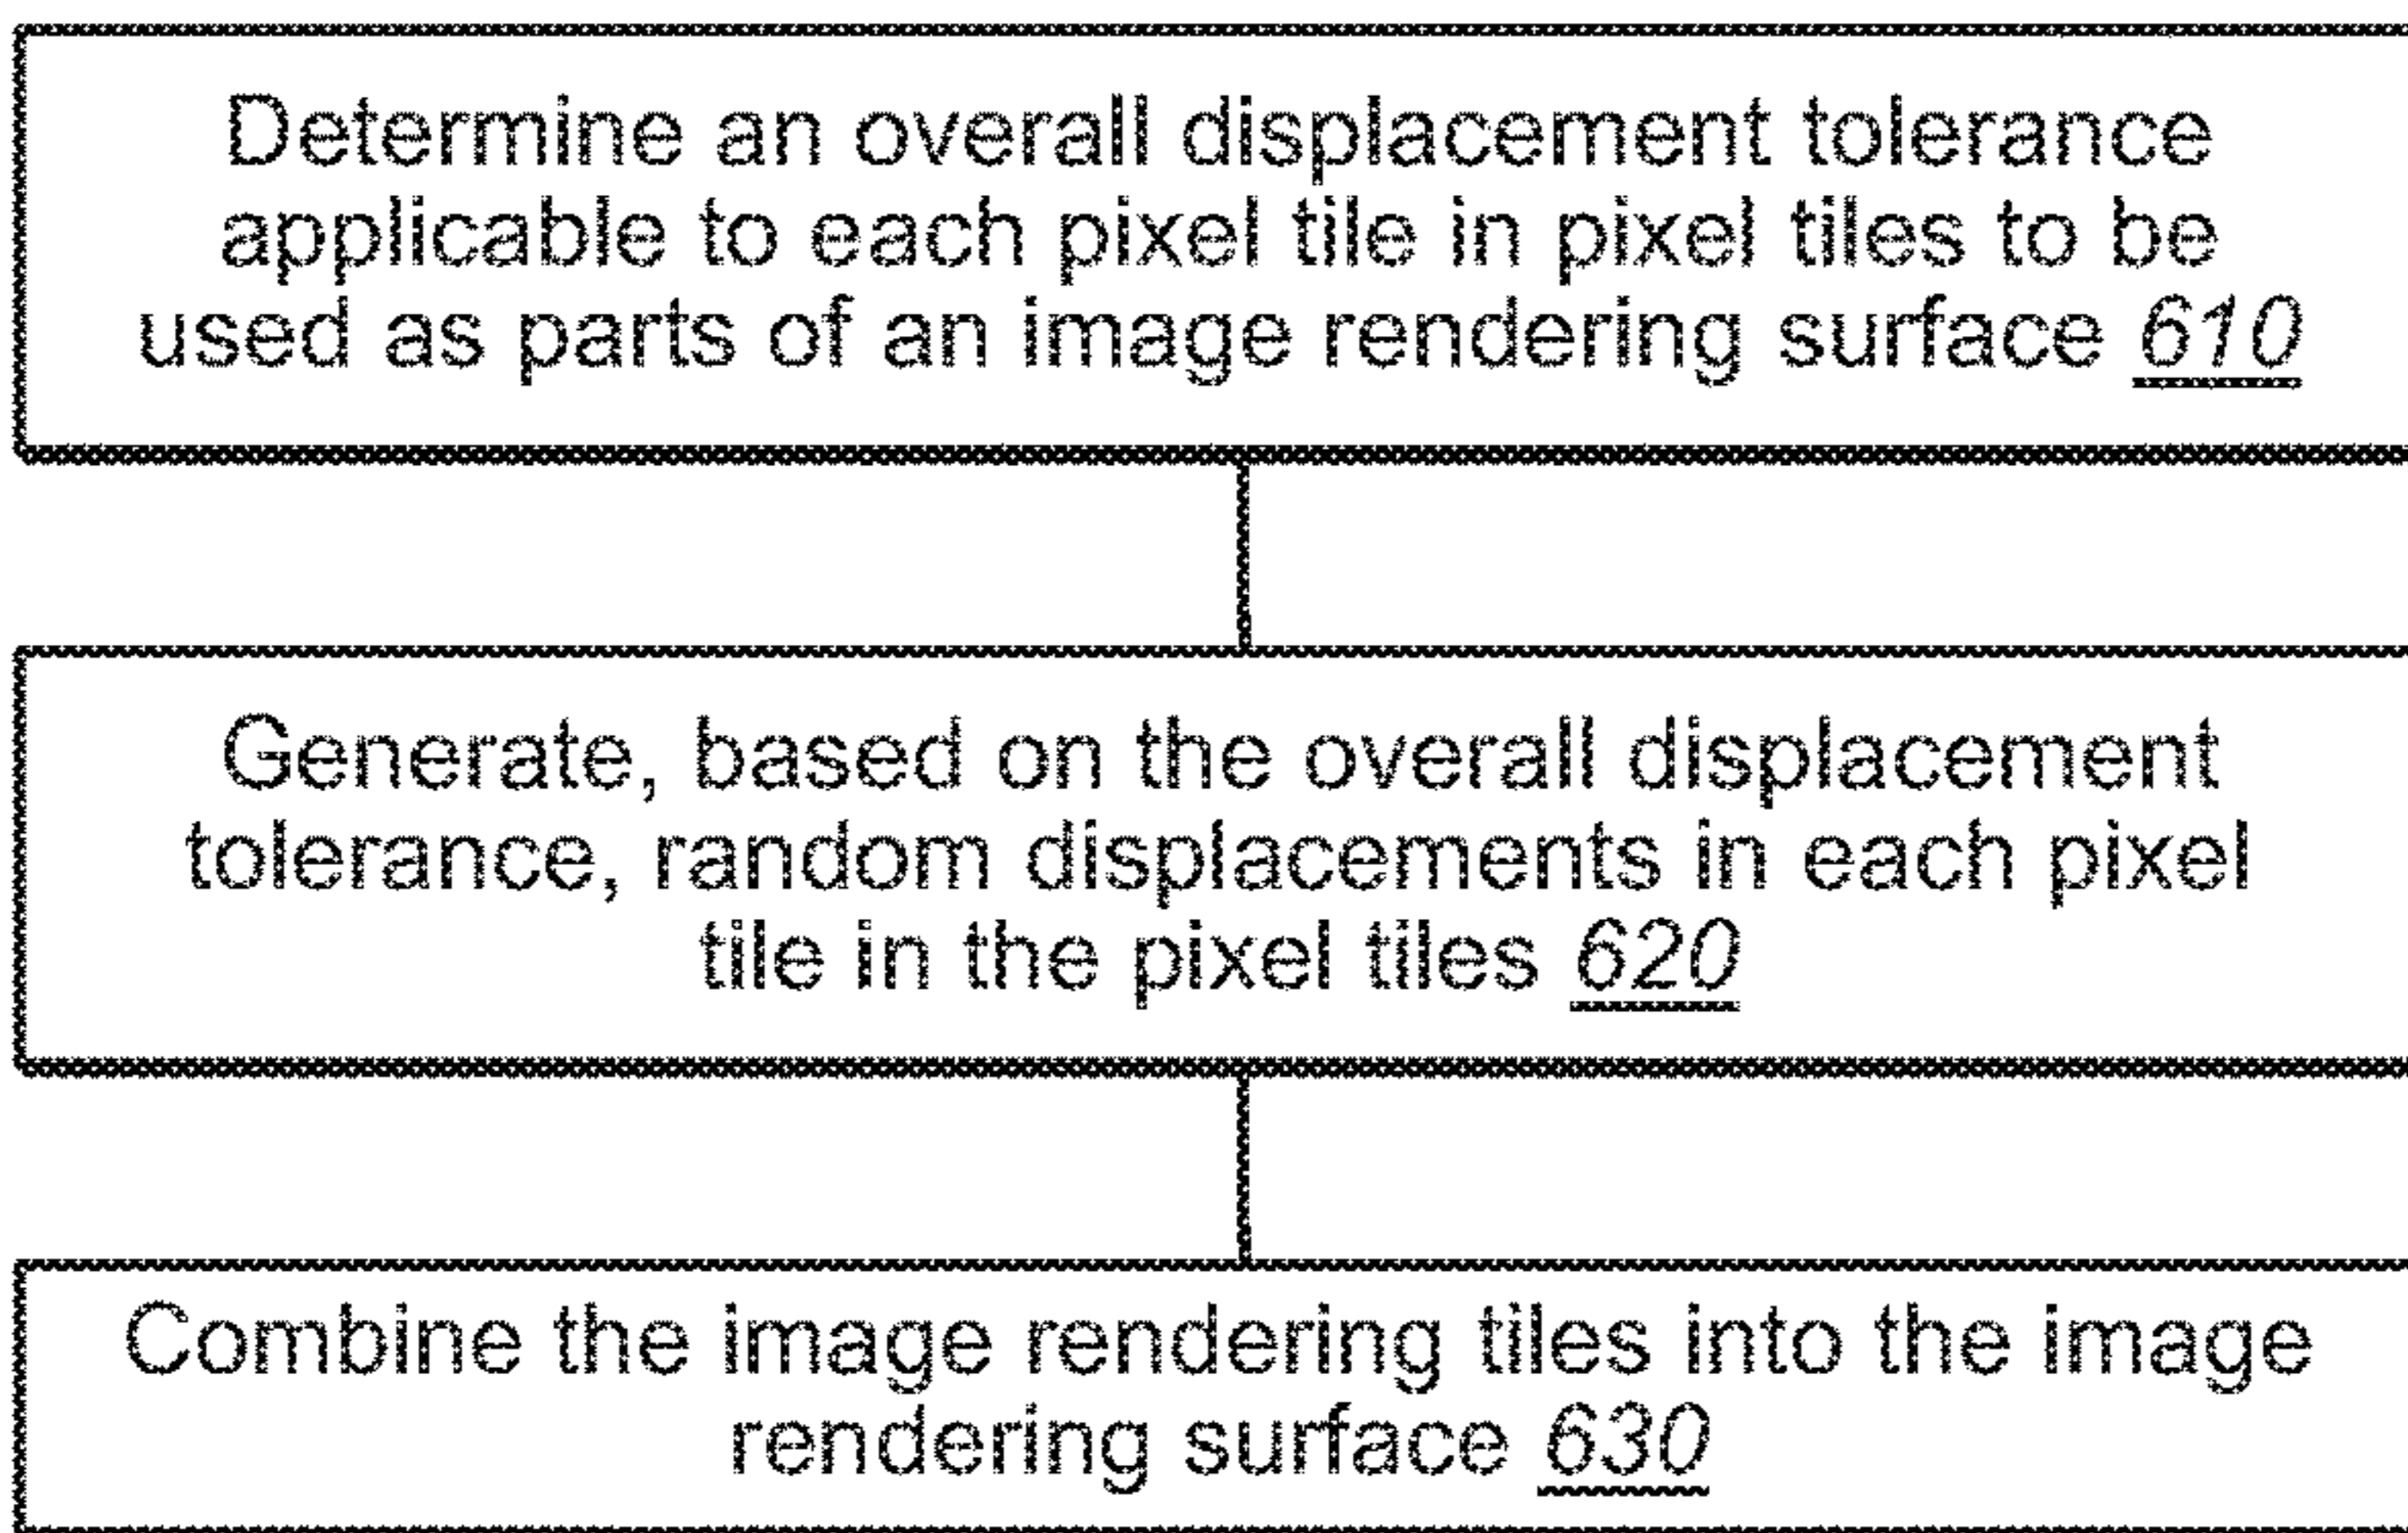 Determine an overall displacement tolerance
applicable to each pixel tile in pixel tiles to be
used as parts of an image rendering surface 610
Generate, based on the overall displacement
tolerance, random displacements in each pixel
tile in the pixel tiles 620
Combine the image rendering tiles into the image
rendering surface 630